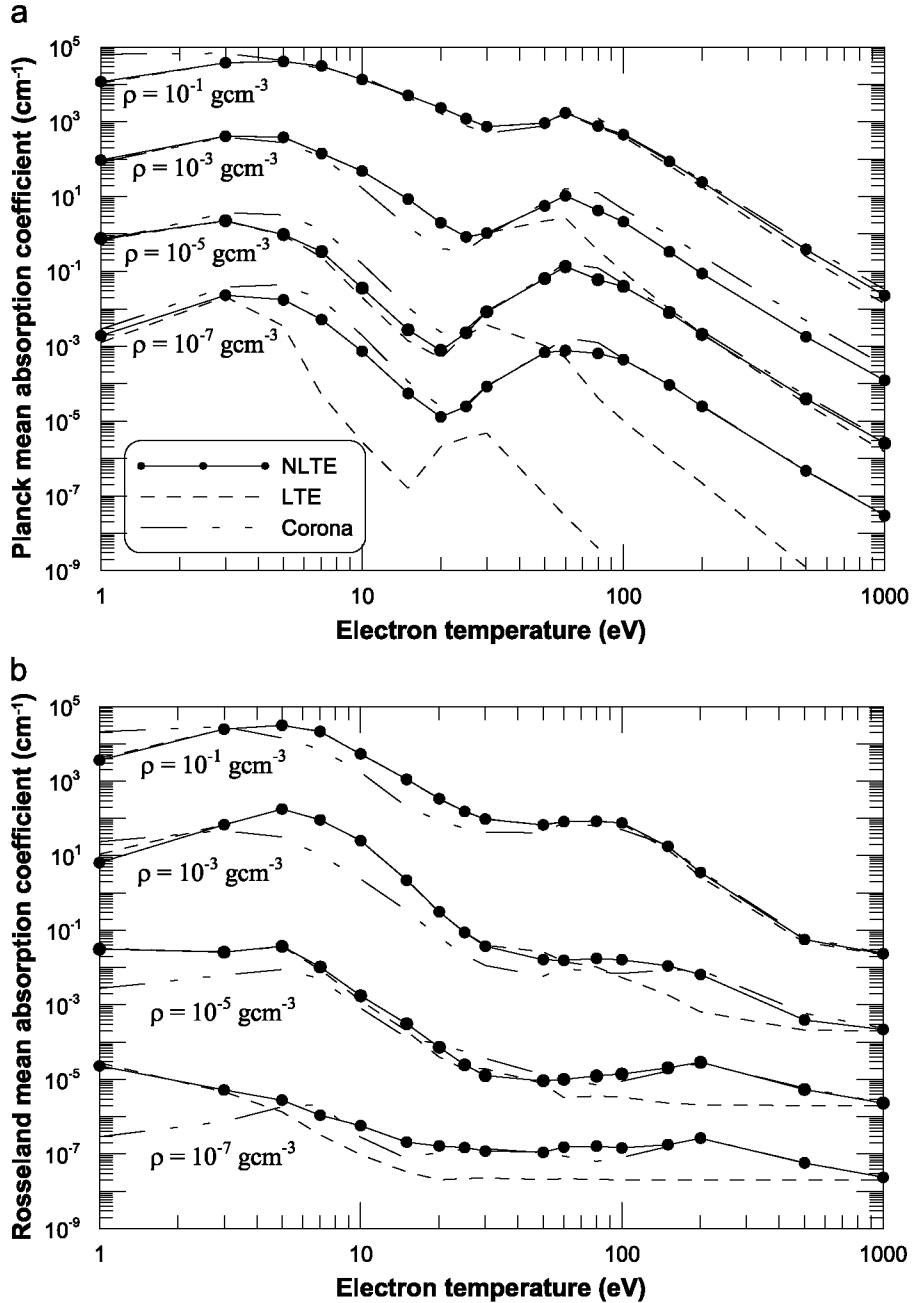 a
Planck mean absorption coefficient (cm-1)
10^5
10^3
10^1
10^-1
10^-3
10^-5
10^-7
10^-9
ρ = 10^-1 gcm^-3
ρ = 10^-3 gcm^-3
ρ = 10^-5 gcm^-3
ρ = 10^-7 gcm^-3
NLTE
LTE
Corona
1
10
100
1000
Electron temperature (eV)
b
Rosseland mean absorption coefficient (cm-1)
10^5
10^3
10^1
10^-1
10^-3
10^-5
10^-7
10^-9
ρ = 10^-1 gcm^-3
ρ = 10^-3 gcm^-3
ρ = 10^-5 gcm^-3
ρ = 10^-7 gcm^-3
1
10
100
1000
Electron temperature (eV)